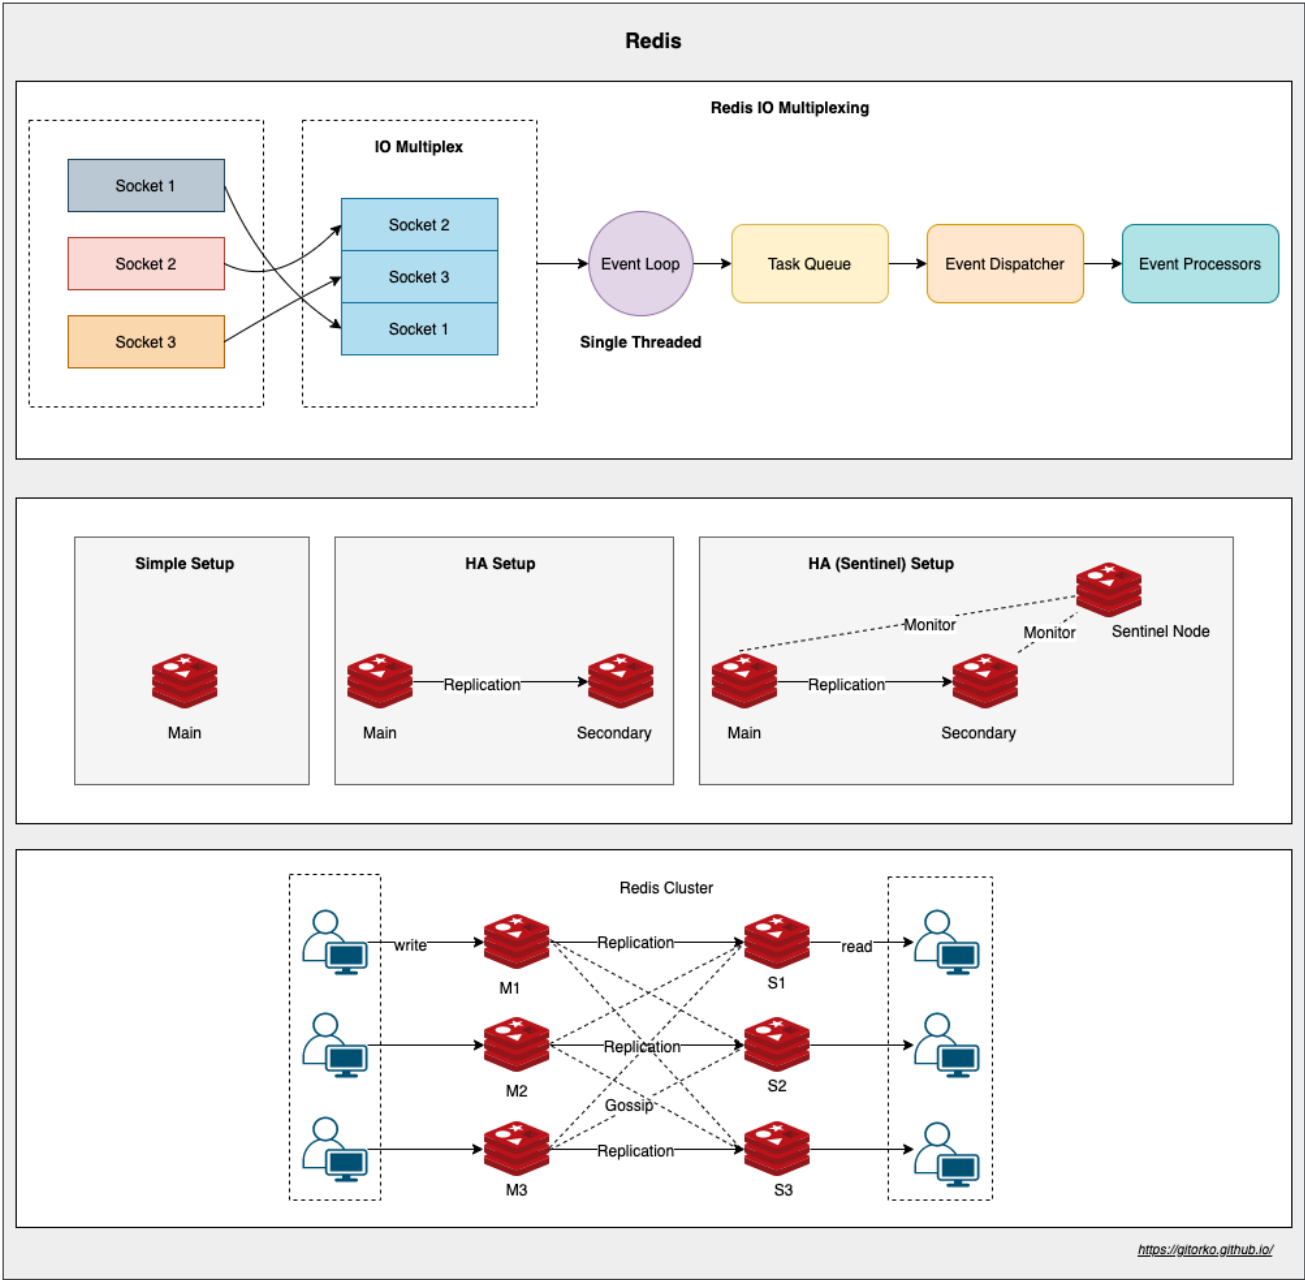 Redis
Redis IO Multiplexing
IO Multiplex
Socket 1
Socket 2
Socket 3
Socket 2
Socket 3
Socket 1
Event Loop
Task Queue
Event Dispatcher
Event Processors
Single Threaded
Simple Setup
Main
HA Setup
Replication
Main
Secondary
HA (Sentinel) Setup
Monitor
Monitor
Sentinel Node
Replication
Main
Secondary
Redis Cluster
write
Replication
read
M1
S1
Replication
M2
S2
Gossip
Replication
M3
S3
https://gitorko.github.io/